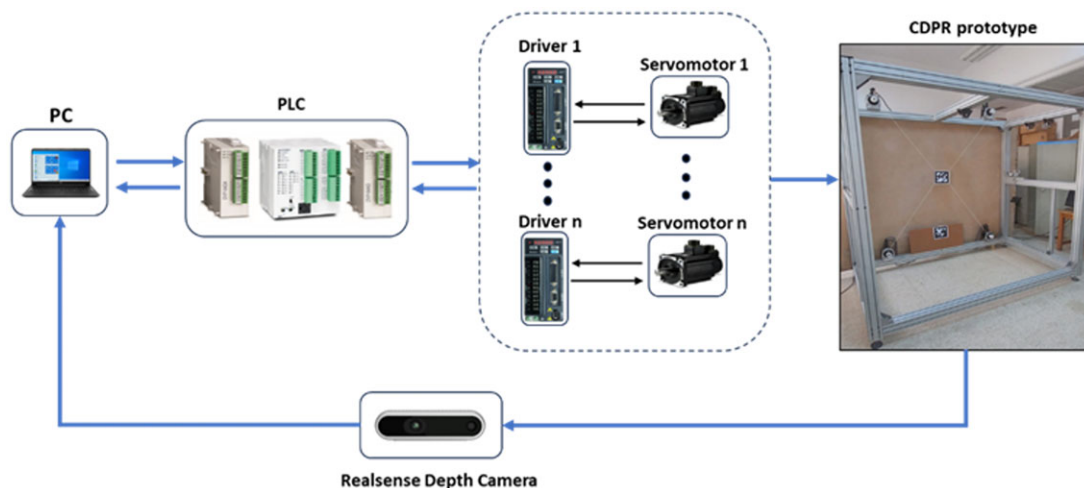 CDPR prototype
Driver 1
Servomotor 1
PLC
PC
Driver n
Servomotor n
Realsense Depth Camera